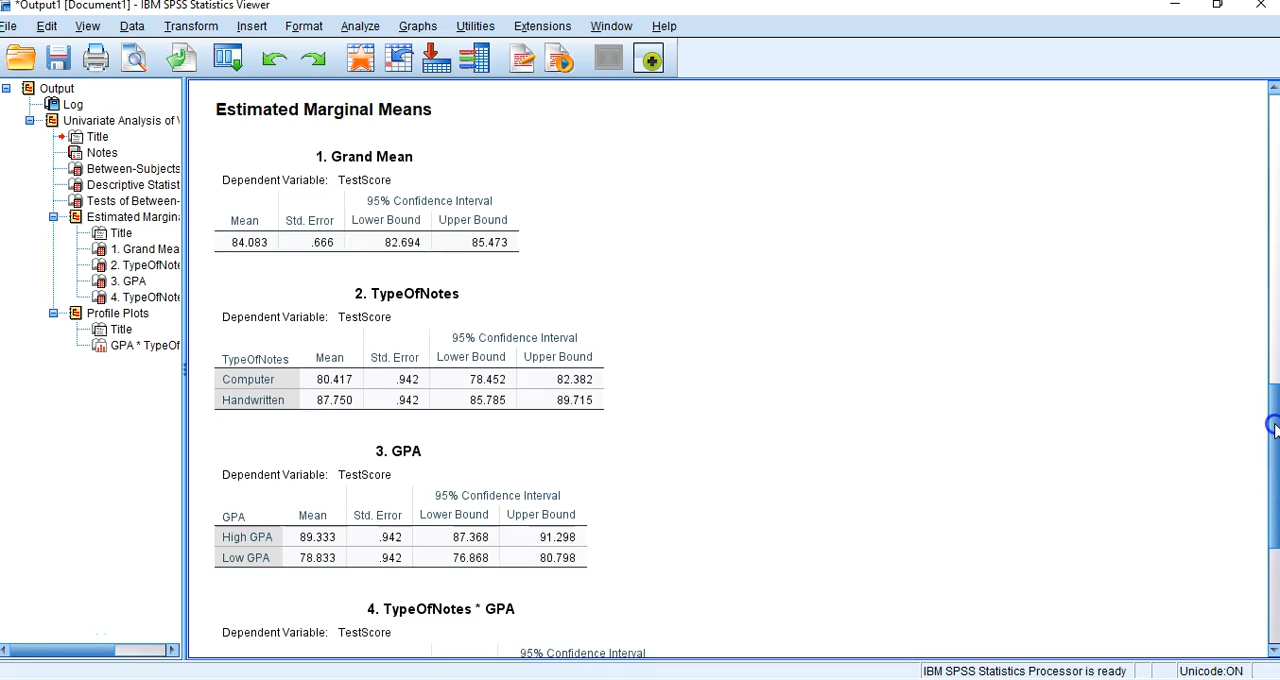 *Output1 [Document1] - IBM SPSS Statistics Viewer
File Edit View Data Transform Insert Format Analyze Graphs Utilities Extensions Window Help
Output
Log
Univariate Analysis of V
Title
Notes
Between-Subjects
Descriptive Statist
Tests of Between-
Estimated Margina
Title
1. Grand Mea
2. TypeOfNote
3. GPA
4. TypeOfNote
Profile Plots
Title
GPA * TypeOf
Estimated Marginal Means
1. Grand Mean
Dependent Variable: TestScore
95% Confidence Interval
Mean Std. Error Lower Bound Upper Bound
84.083 .666 82.694 85.473
2. TypeOfNotes
Dependent Variable: TestScore
95% Confidence Interval
TypeOfNotes Mean Std. Error Lower Bound Upper Bound
Computer 80.417 .942 78.452 82.382
Handwritten 87.750 .942 85.785 89.715
3. GPA
Dependent Variable: TestScore
95% Confidence Interval
GPA Mean Std. Error Lower Bound Upper Bound
High GPA 89.333 .942 87.368 91.298
Low GPA 78.833 .942 76.868 80.798
4. TypeOfNotes * GPA
Dependent Variable: TestScore
95% Confidence Interval
IBM SPSS Statistics Processor is ready Unicode:ON